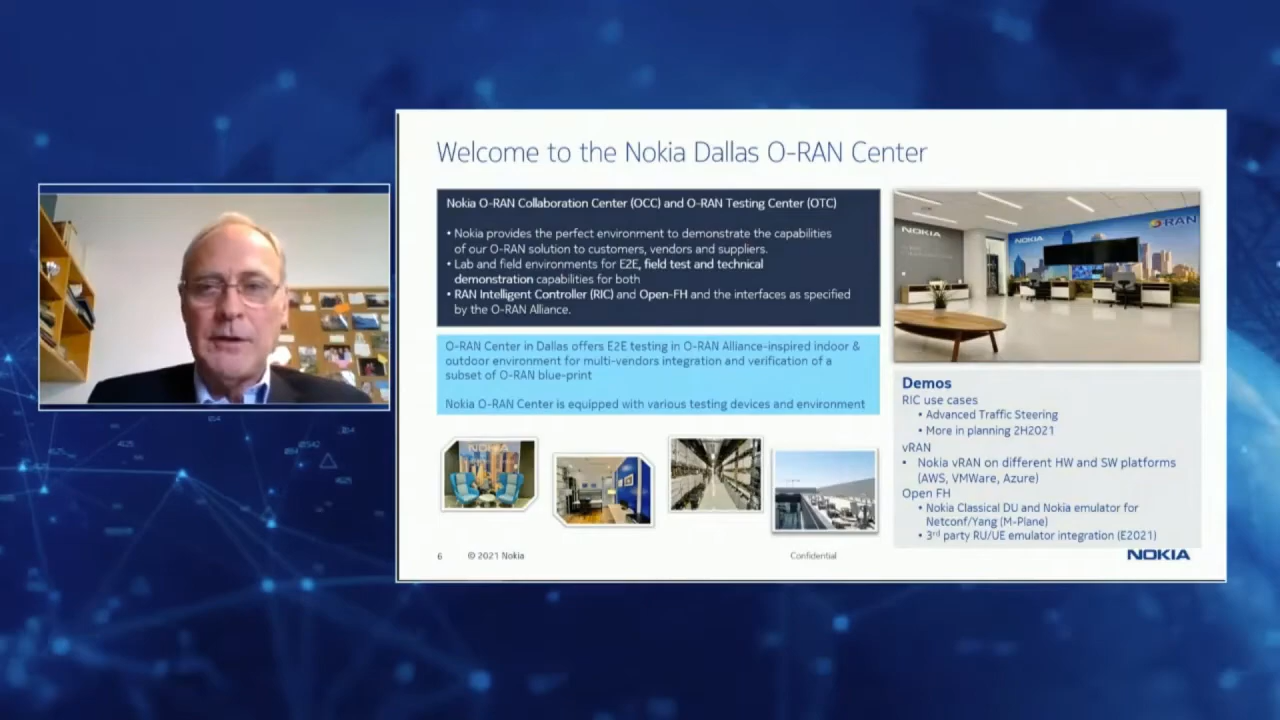 Welcome to the Nokia Dallas O-RAN Center
Nokia O-RAN Collaboration Center (OCC) and O-RAN Testing Center (OTC)
• Nokia provides the perfect environment to demonstrate the capabilities
of our O-RAN solution to customers, vendors and suppliers.
• Lab and field environments for E2E, field test and technical
demonstration capabilities for both
• RAN Intelligent Controller (RIC) and Open-FH and the interfaces as specified
by the O-RAN Alliance.
O-RAN Center in Dallas offers E2E testing in O-RAN Alliance-inspired indoor &
outdoor environment for multi-vendors integration and verification of a
subset of O-RAN blue-print
Nokia O-RAN Center is equipped with various testing devices and environment
NOKIA
NOKIA
NOKIA
RAN
Demos
RIC use cases
• Advanced Traffic Steering
• More in planning 2H2021
vRAN
• Nokia vRAN on different HW and SW platforms
(AWS, VMWare, Azure)
Open FH
• Nokia Classical DU and Nokia emulator for
Netconf/Yang (M-Plane)
• 3rd party RU/UE emulator integration (E2021)
6 © 2021 Nokia
Confidential
NOKIA